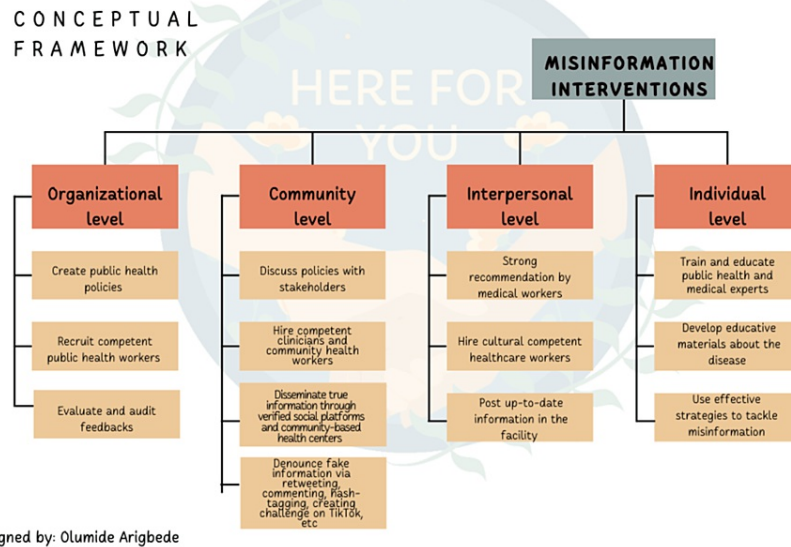 CONCEPTUAL
FRAMEWORK
HERE FOR
YOU
MISINFORMATION
INTERVENTIONS
Organizational
level
Create public health
policies
Recruit competent
public health workers
Evaluate and audit
feedbacks
Community
level
Discuss policies with
stakeholders
Hire competent
clinicians and
community health
workers
Disseminate true
information through
verified social platforms
and community-based
health centers
Denounce fake
information via
retweeting,
commenting, hash-
tagging, creating
challenge on TikTok,
etc
Interpersonal
level
Strong
recommendation by
medical workers
Hire cultural competent
healthcare workers
Post up-to-date
information in the
facility
Individual
level
Train and educate
public health and
medical experts
Develop educative
materials about the
disease
Use effective
strategies to tackle
misinformation
gned by: Olumide Arigbede